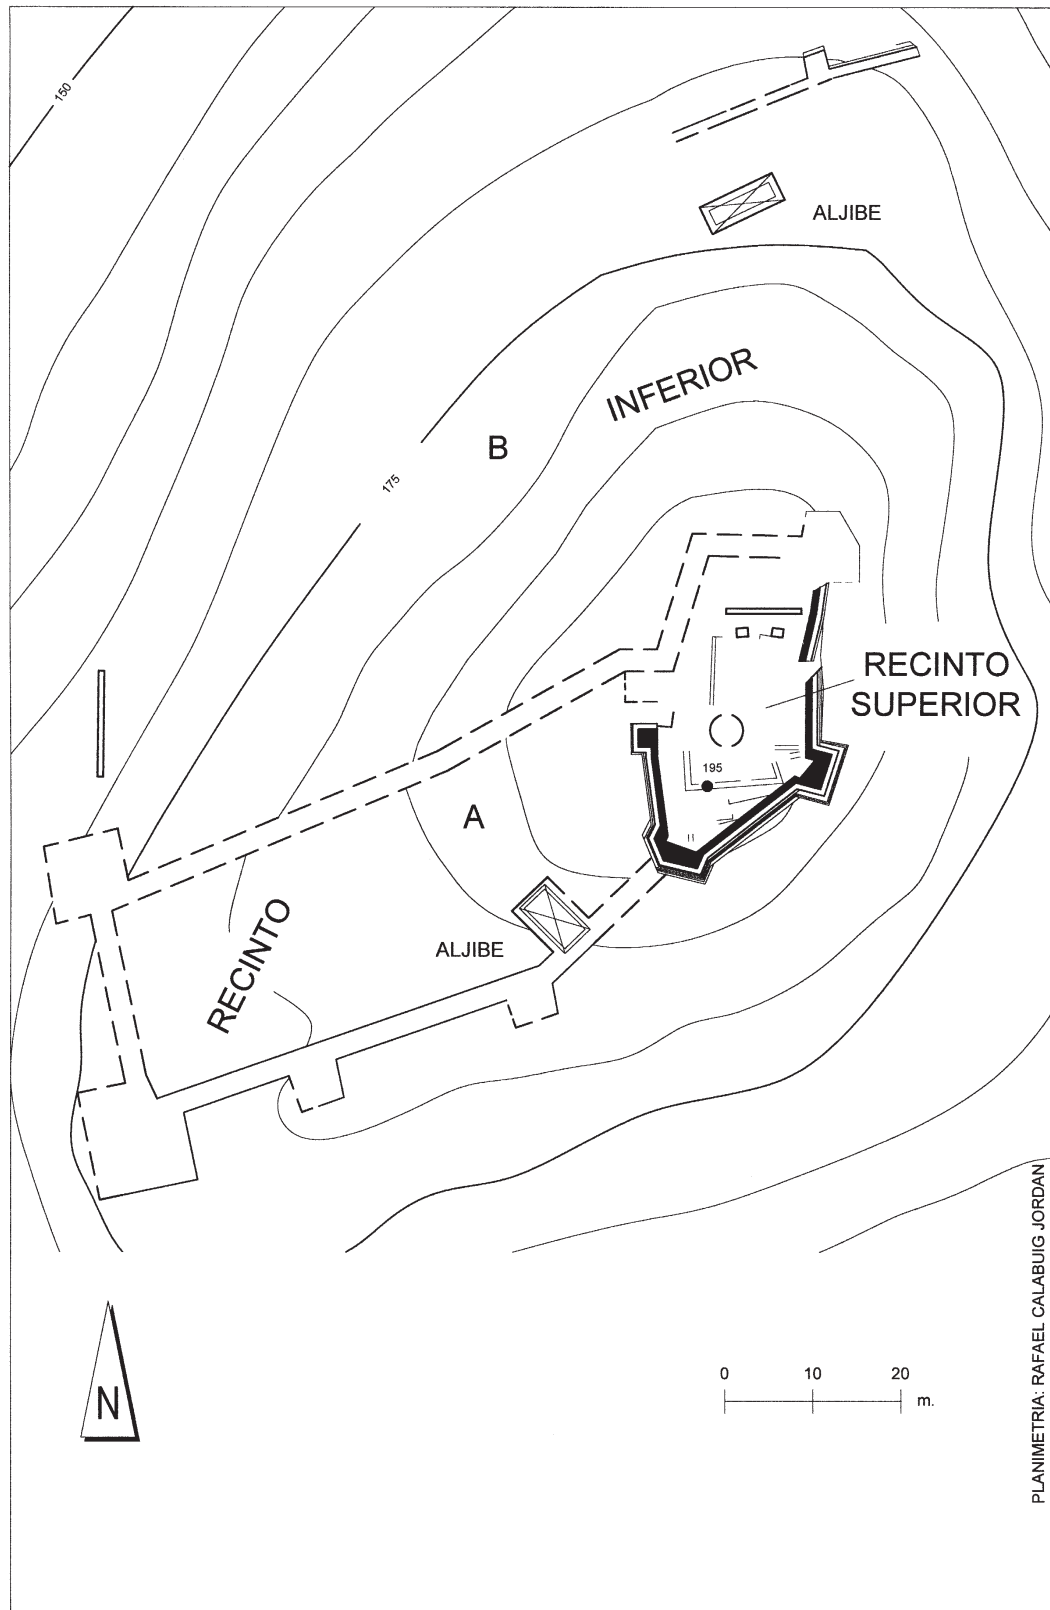 150
ALJIBE
INFERIOR
B
175
RECINTO
SUPERIOR
195
A
ALJIBE
RECINTO
N
0 10 20
m.
PLANIMETRIA: RAFAEL CALABUIG JORDAN